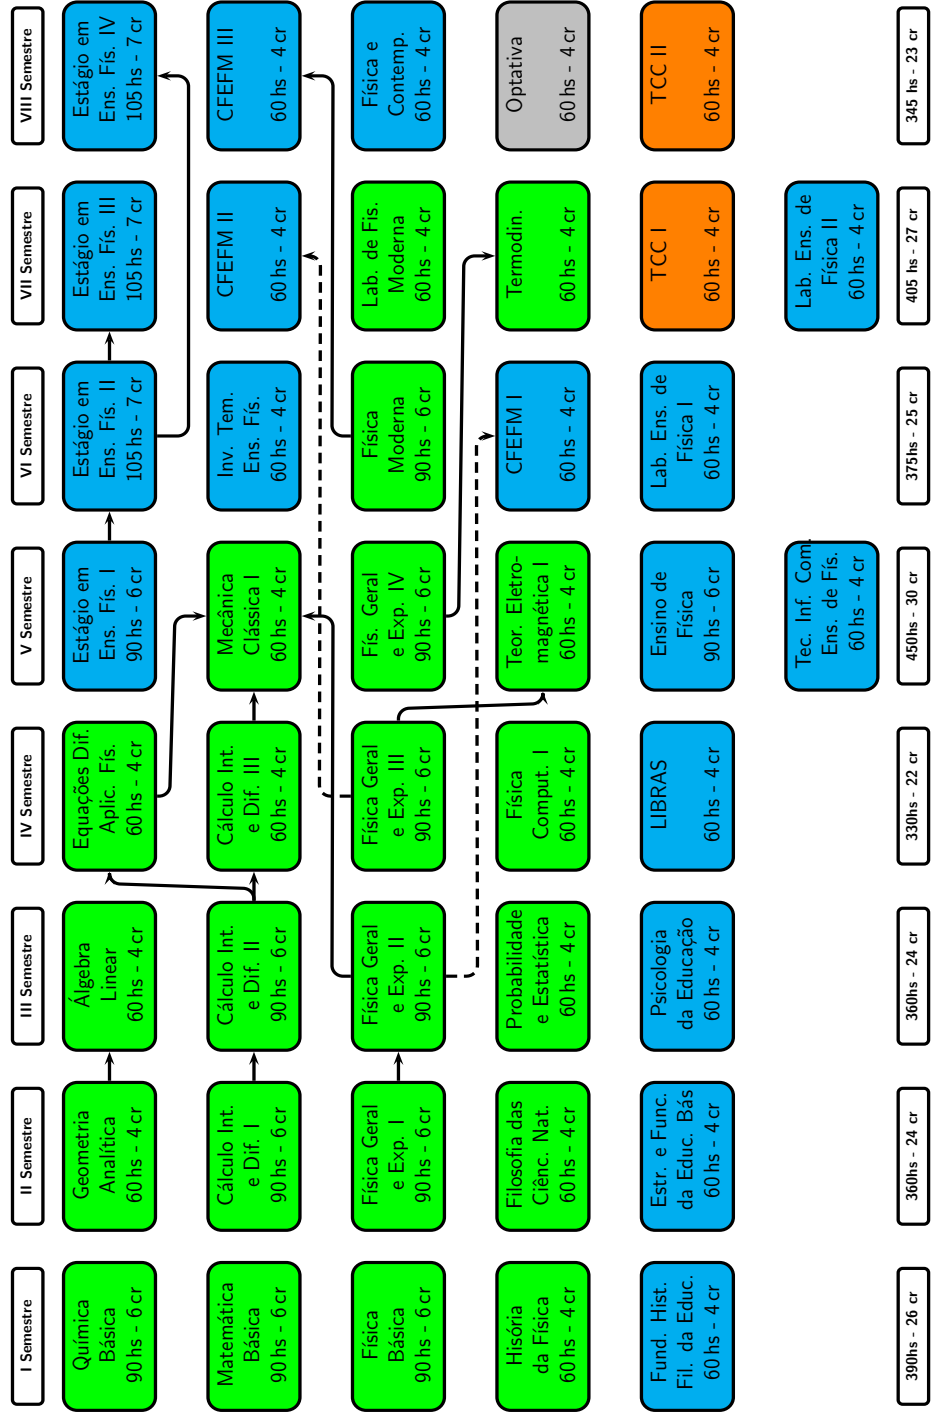 I Semestre
Química
Básica
90 hs - 6 cr
Matemática
Básica
90 hs - 6 cr
Física
Básica
90 hs - 6 cr
Hisória
da Física
60 hs - 4 cr
Fund. Hist.
Fil. da Educ.
60 hs - 4 cr
390hs - 26 cr
II Semestre
Geometria
Analítica
60 hs - 4 cr
Cálculo Int.
e Dif. I
90 hs - 6 cr
Física Geral
e Exp. I
90 hs - 6 cr
Filosofia das
Ciênc. Nat.
60 hs - 4 cr
Estr. e Func.
da Educ. Bás
60 hs - 4 cr
360hs - 24 cr
III Semestre
Álgebra
Linear
60 hs - 4 cr
Cálculo Int.
e Dif. II
90 hs - 6 cr
Física Geral
e Exp. II
90 hs - 6 cr
Probabilidade
e Estatística
60 hs - 4 cr
Psicologia
da Educação
60 hs - 4 cr
360hs - 24 cr
IV Semestre
Equações Dif.
Aplic. Fís.
60 hs - 4 cr
Cálculo Int.
e Dif. III
60 hs - 4 cr
Física Geral
e Exp. III
90 hs - 6 cr
Física
Comput. I
60 hs - 4 cr
LIBRAS
60 hs - 4 cr
330hs - 22 cr
V Semestre
Estágio em
Ens. Fís. I
90 hs - 6 cr
Mecânica
Clássica I
60 hs - 4 cr
Fís. Geral
e Exp. IV
90 hs - 6 cr
Teor. Eletro-
magnética I
60 hs - 4 cr
Ensino de
Física
90 hs - 6 cr
Tec. Inf. Com.
Ens. de Fís.
60 hs - 4 cr
450hs - 30 cr
VI Semestre
Estágio em
Ens. Fís. II
105 hs - 7 cr
Inv. Tem.
Ens. Fís.
60 hs - 4 cr
Física
Moderna
90 hs - 6 cr
CFEFM I
60 hs - 4 cr
Lab. Ens. de
Física I
60 hs - 4 cr
375hs - 25 cr
VII Semestre
Estágio em
Ens. Fís. III
105 hs - 7 cr
CFEFM II
60 hs - 4 cr
Lab. de Fis.
Moderna
60 hs - 4 cr
Termodin.
60 hs - 4 cr
TCC I
60 hs - 4 cr
Lab. Ens. de
Física II
60 hs - 4 cr
405 hs - 27 cr
VIII Semestre
Estágio em
Ens. Fís. IV
105 hs - 7 cr
CFEFM III
60 hs - 4 cr
Física e
Contemp.
60 hs - 4 cr
Optativa
60 hs - 4 cr
TCC II
60 hs - 4 cr
345 hs - 23 cr